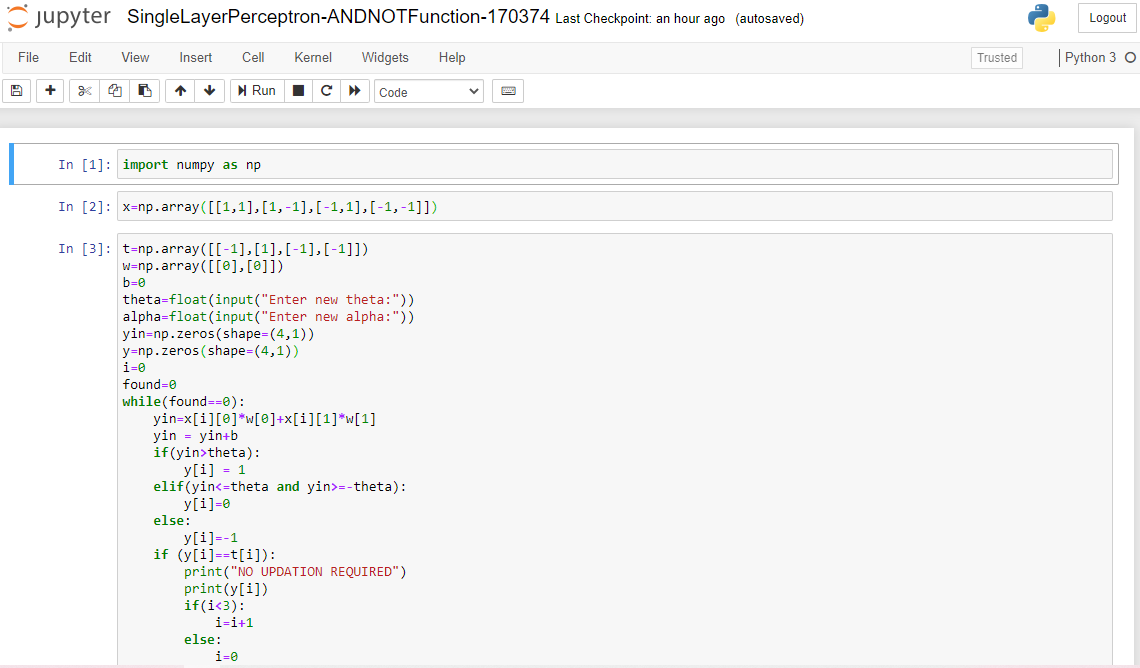 jupyter SingleLayerPerceptron-ANDNOTFunction-170374 Last Checkpoint: an hour ago (autosaved)
Logout
File Edit View Insert Cell Kernel Widgets Help Trusted Python 3
Run Code
In [1]: import numpy as np
In [2]: x=np.array([[1,1],[1,-1],[-1,1],[-1,-1]])
In [3]: t=np.array([[-1],[1],[-1],[-1]])
w=np.array([[0],[0]])
b=0
theta=float(input("Enter new theta:"))
alpha=float(input("Enter new alpha:"))
yin=np.zeros(shape=(4,1))
y=np.zeros(shape=(4,1))
i=0
found=0
while(found==0):
    yin=x[i][0]*w[0]+x[i][1]*w[1]
    yin = yin+b
    if(yin>theta):
        y[i] = 1
    elif(yin<=theta and yin>=-theta):
        y[i]=0
    else:
        y[i]=-1
    if (y[i]==t[i]):
        print("NO UPDATION REQUIRED")
        print(y[i])
        if(i<3):
            i=i+1
        else:
            i=0